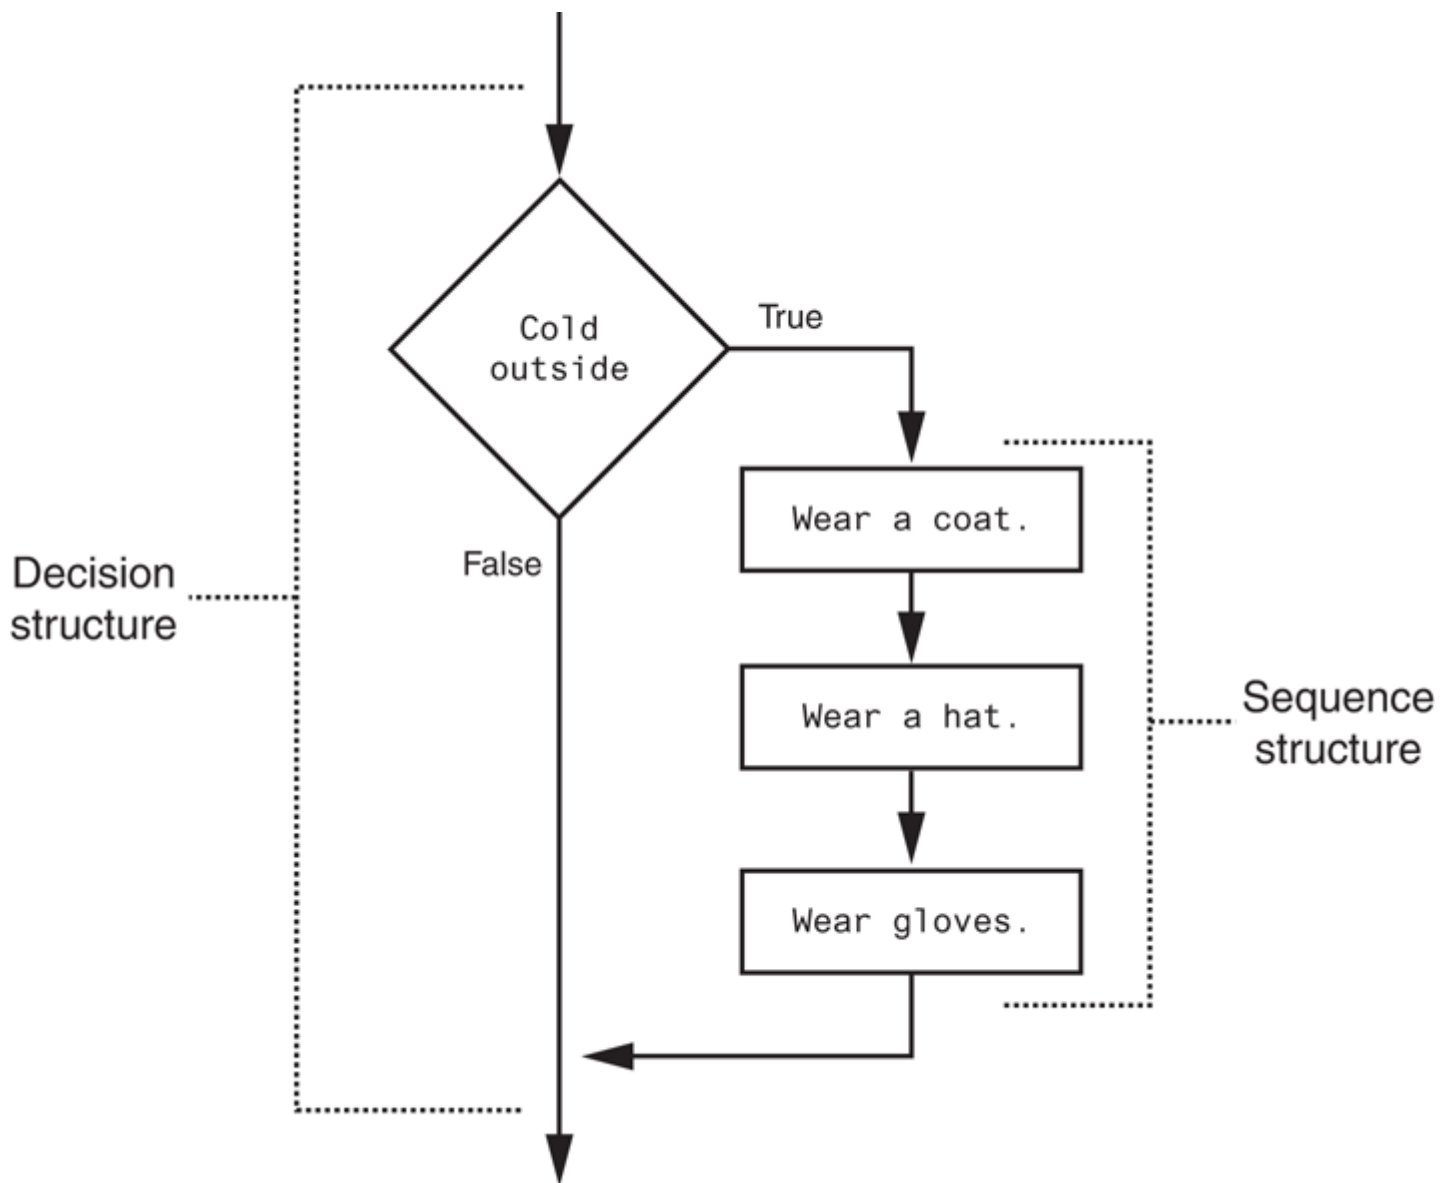 True
Cold
outside
Wear a coat.
False
Decision
structure
Wear a hat.
Sequence
structure
Wear gloves.